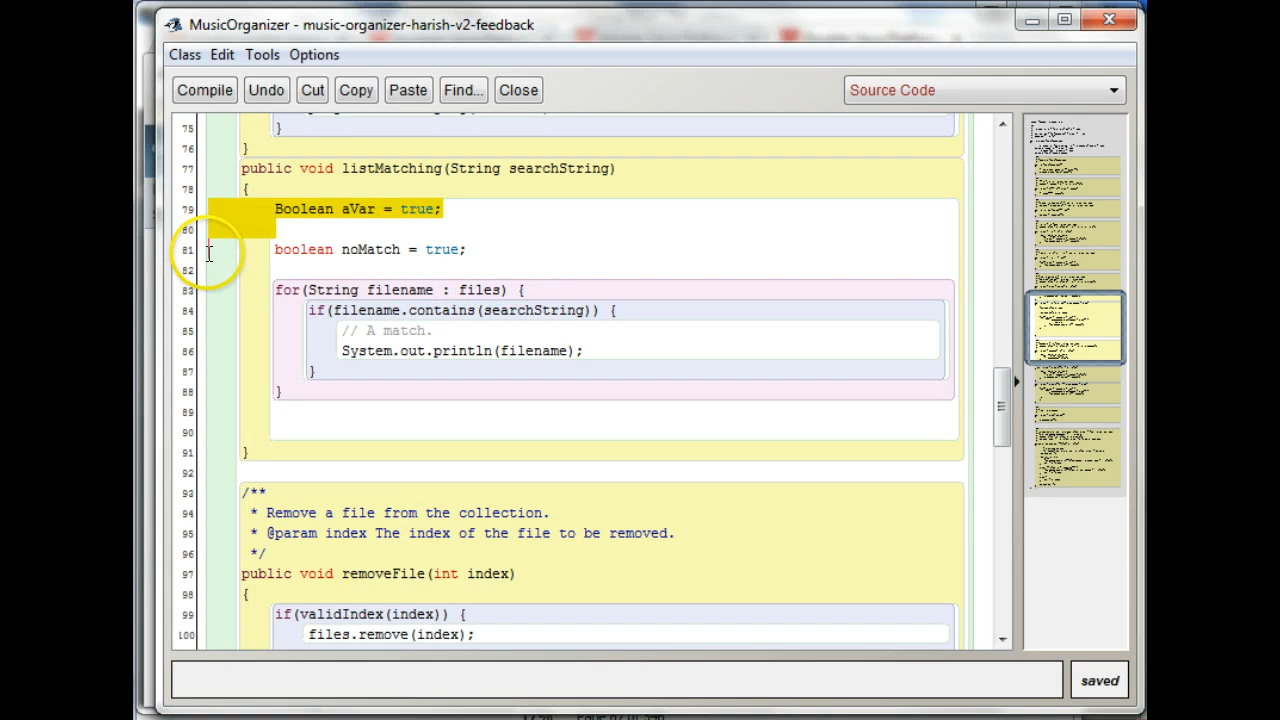 MusicOrganizer - music-organizer-harish-v2-feedback
Class Edit Tools Options
Compile Undo Cut Copy Paste Find... Close Source Code
75 }
76 }
77 public void listMatching(String searchString)
78 {
79 Boolean aVar = true;
80
81 boolean noMatch = true;
82
83 for(String filename : files) {
84 if(filename.contains(searchString)) {
85 // A match.
86 System.out.println(filename);
87 }
88 }
89
90
91 }
92
93 /**
94 * Remove a file from the collection.
95 * @param index The index of the file to be removed.
96 */
97 public void removeFile(int index)
98 {
99 if(validIndex(index)) {
100 files.remove(index);
saved